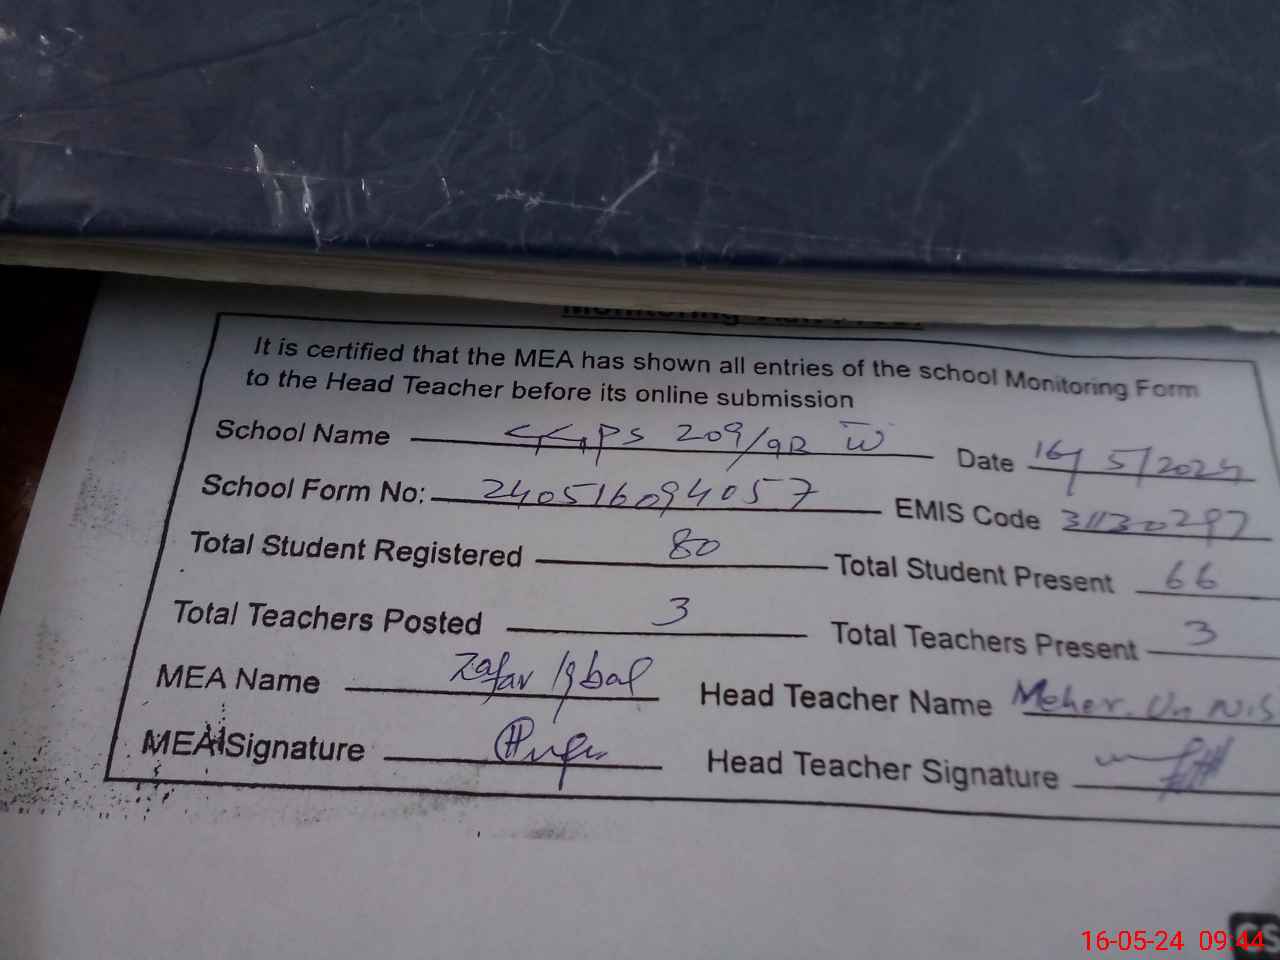 It is certified that the MEA has shown all entries of the school Monitoring Form
to the Head Teacher before its online submission
School Name GGPS 209/9R W Date 16/5/2024
School Form No: 240516094057 EMIS Code 31130297
Total Student Registered 80 Total Student Present 66
Total Teachers Posted 3 Total Teachers Present 3
MEA Name Zafar Iqbal Head Teacher Name Meher. Un Nis
MEA Signature Head Teacher Signature
CS
16-05-24 09:44